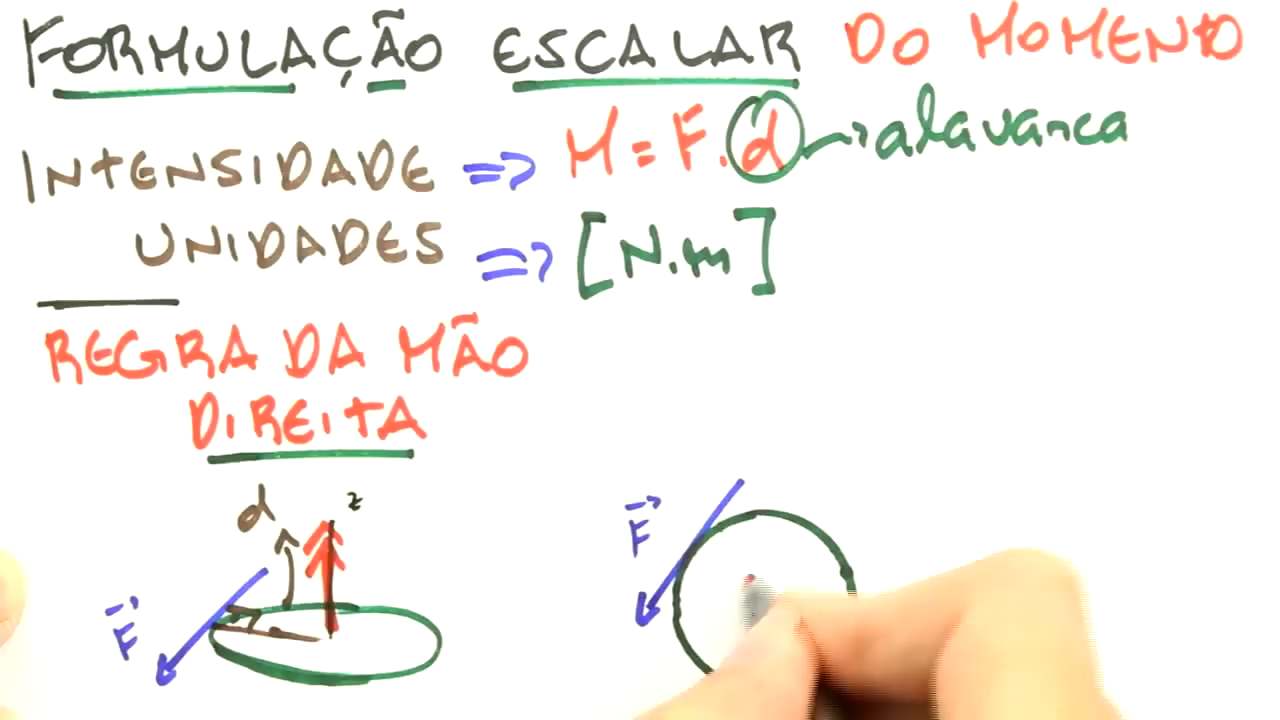 FORMULAÇÃO ESCALAR DO MOMENTO
INTENSIDADE => M = F.d → alavanca
UNIDADES => [N.m]
REGRA DA MÃO
DIREITA
d
z
F
F